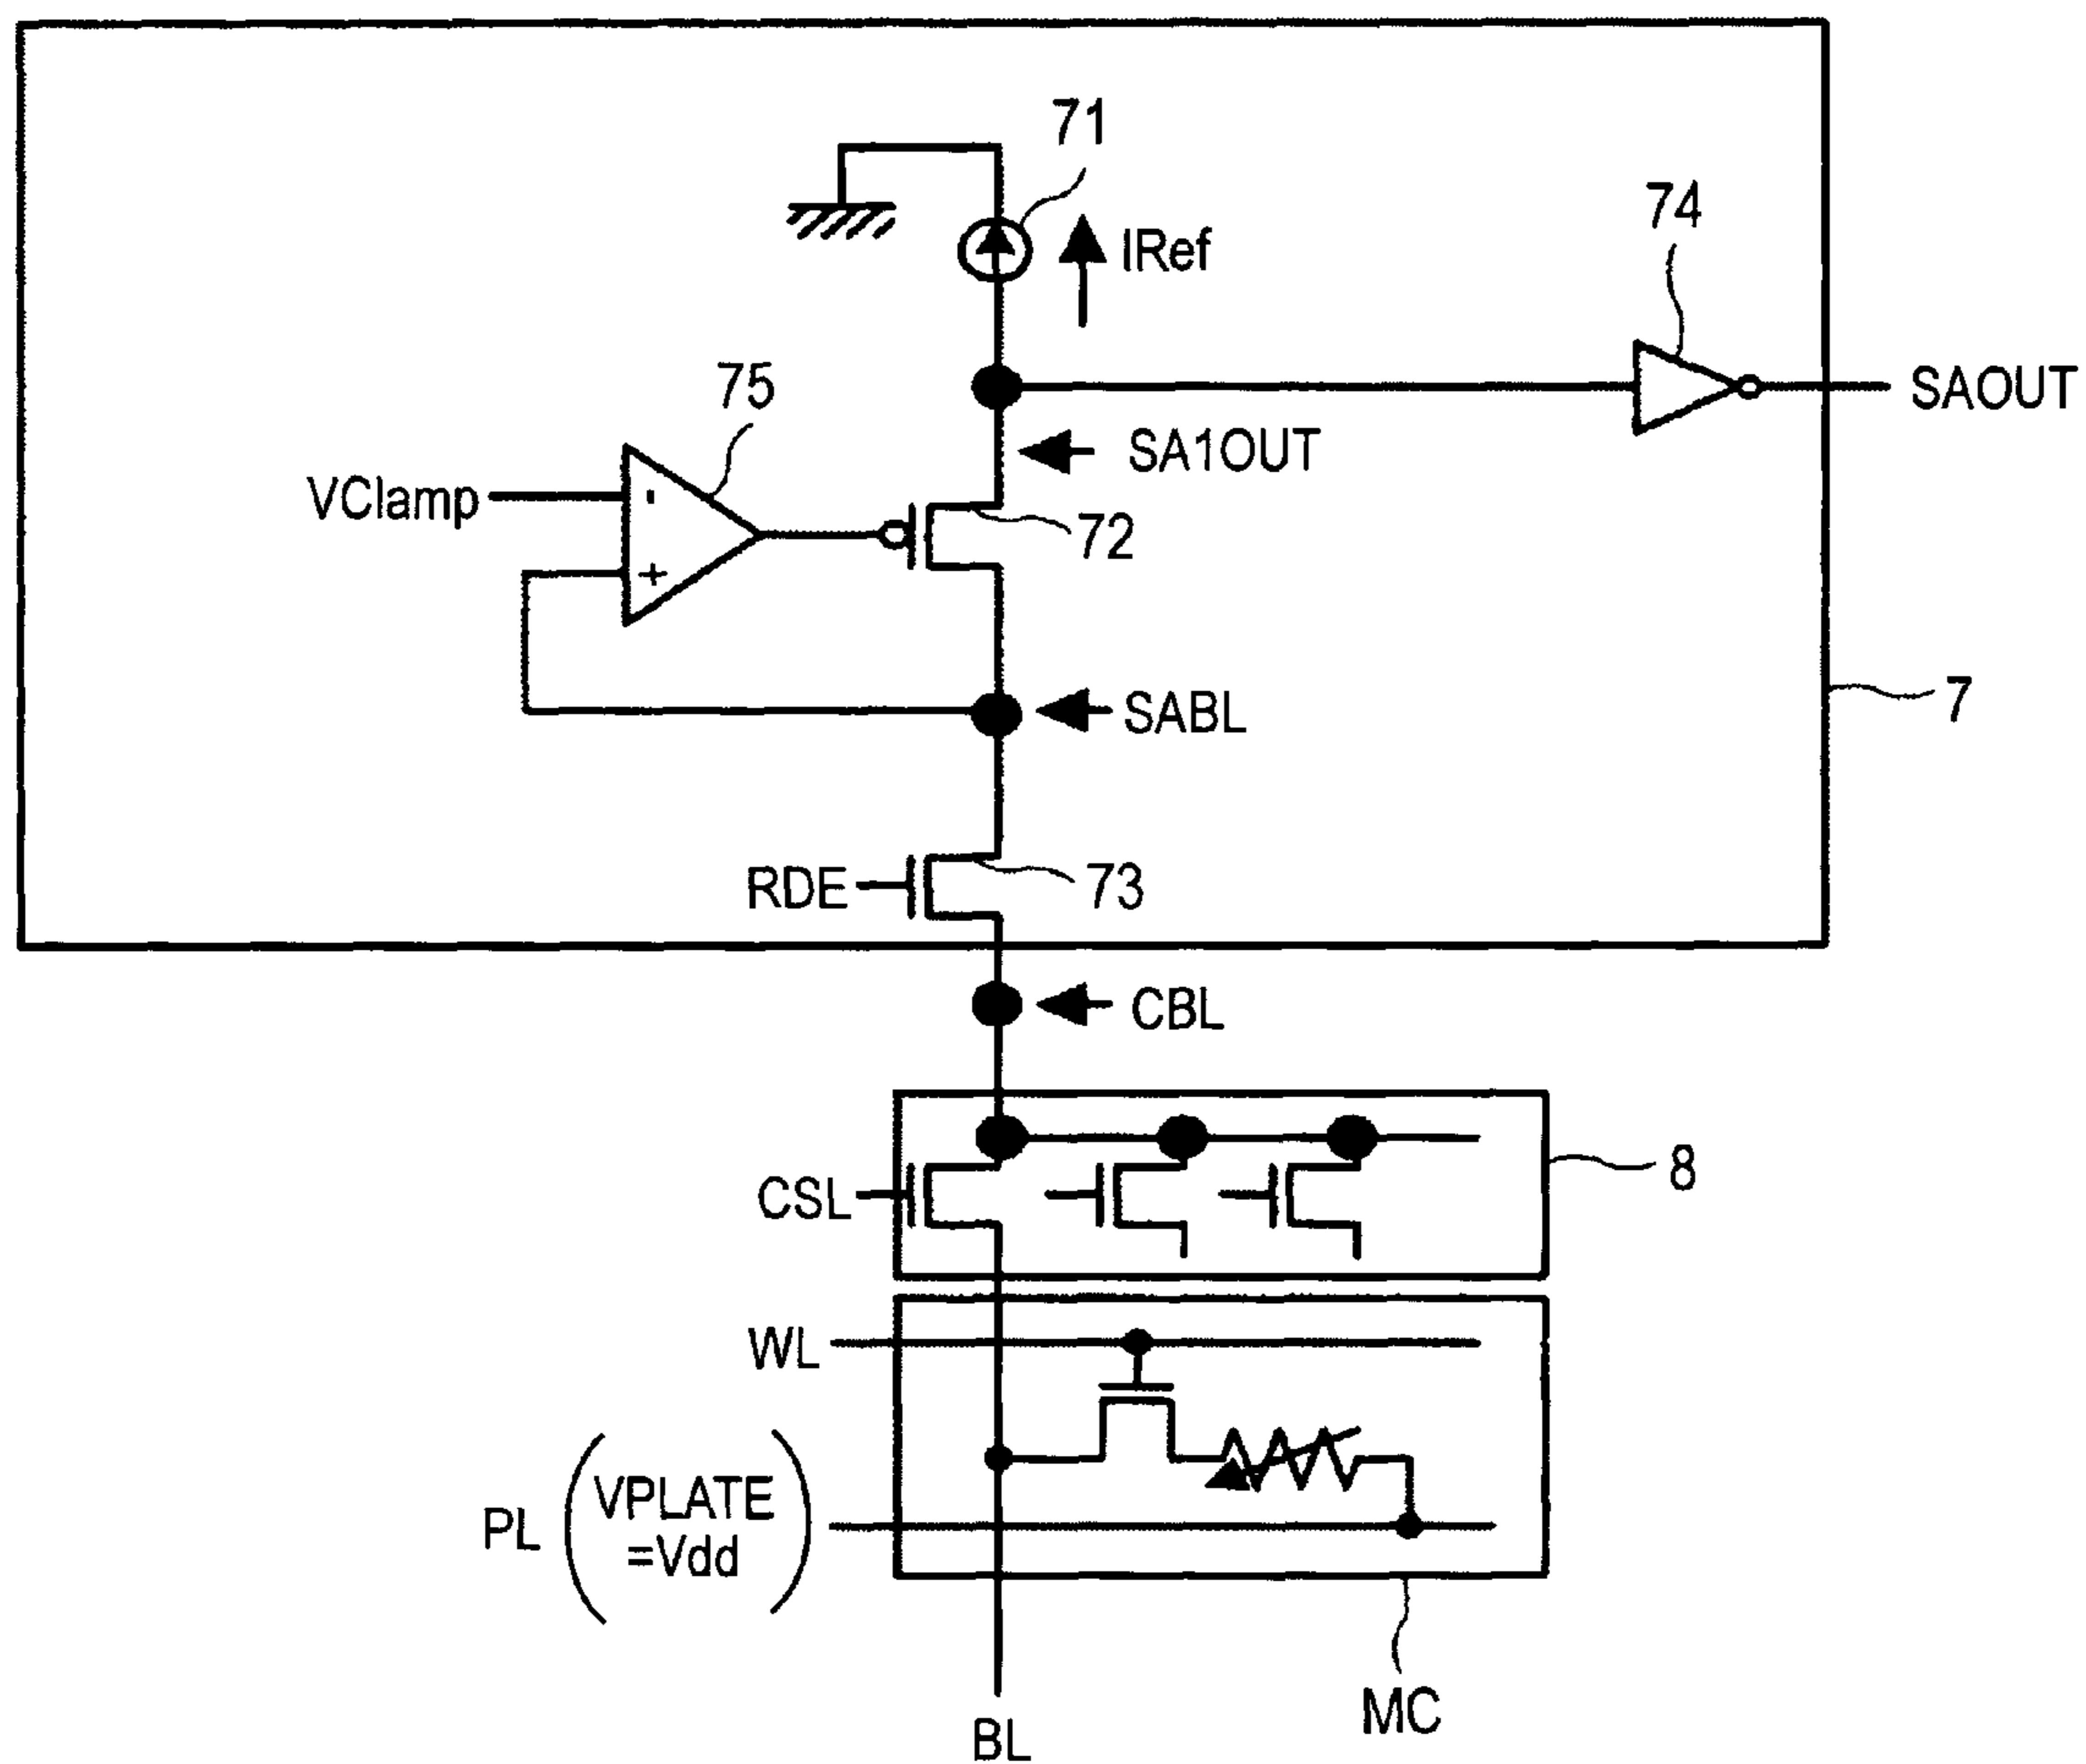 71
IRef
74
75
SAOUT
SA1OUT
VClamp
-
72
+
SABL
7
RDE
73
CBL
CSL
8
WL
PL (VPLATE
=Vdd)
MC
BL